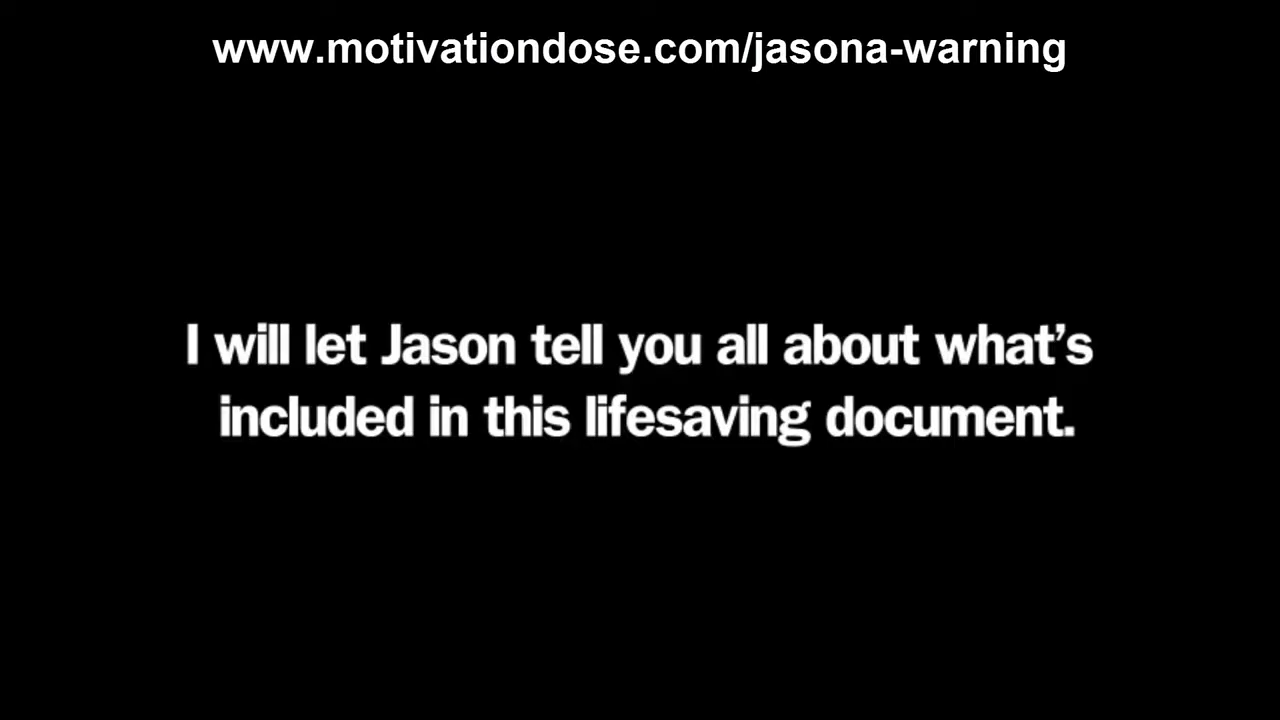 www.motivationdose.com/jasona-warning
I will let Jason tell you all about what’s
included in this lifesaving document.